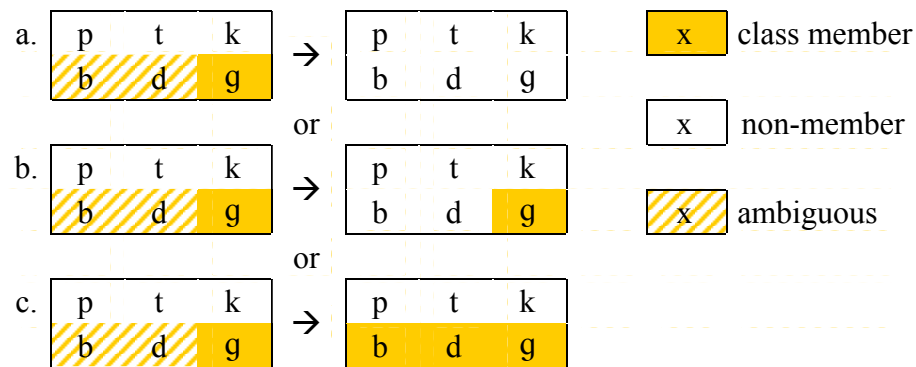 a. p t k → p t k
b d g b d g
or
b. p t k → p t k
b d g b d g
or
c. p t k → p t k
b d g b d g
x class member
x non-member
x ambiguous